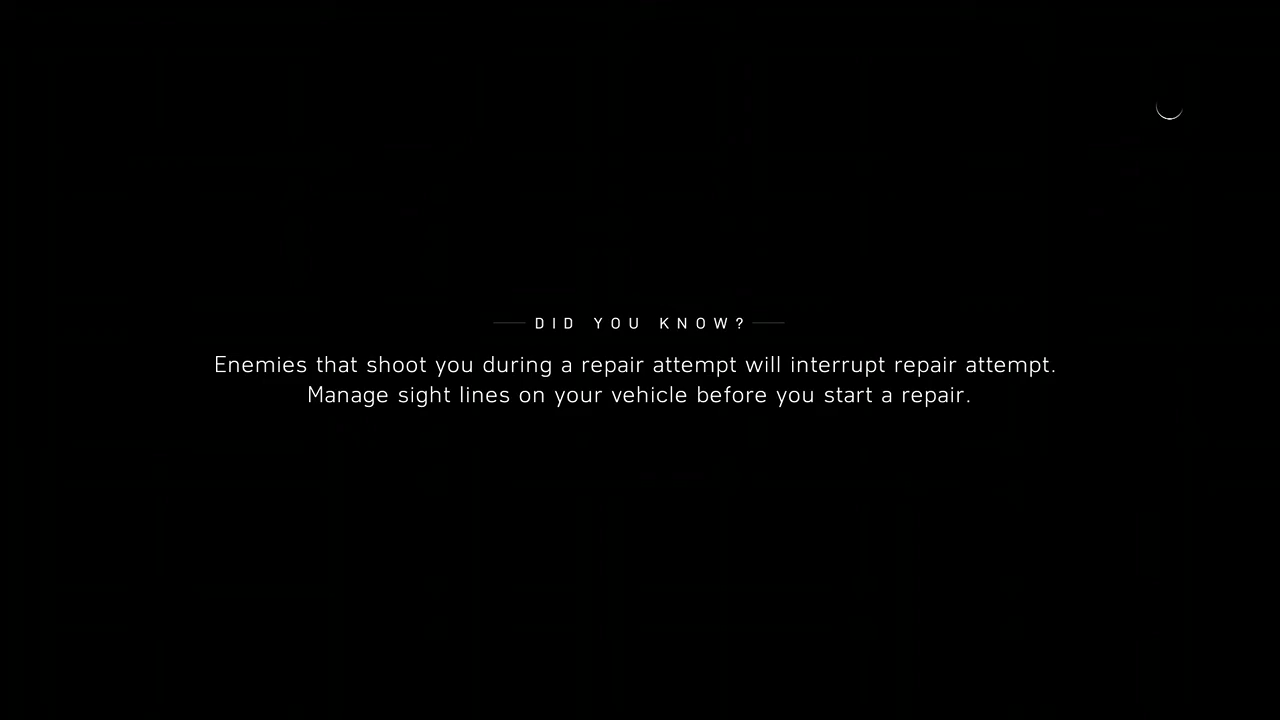 DID YOU KNOW?
Enemies that shoot you during a repair attempt will interrupt repair attempt.
Manage sight lines on your vehicle before you start a repair.